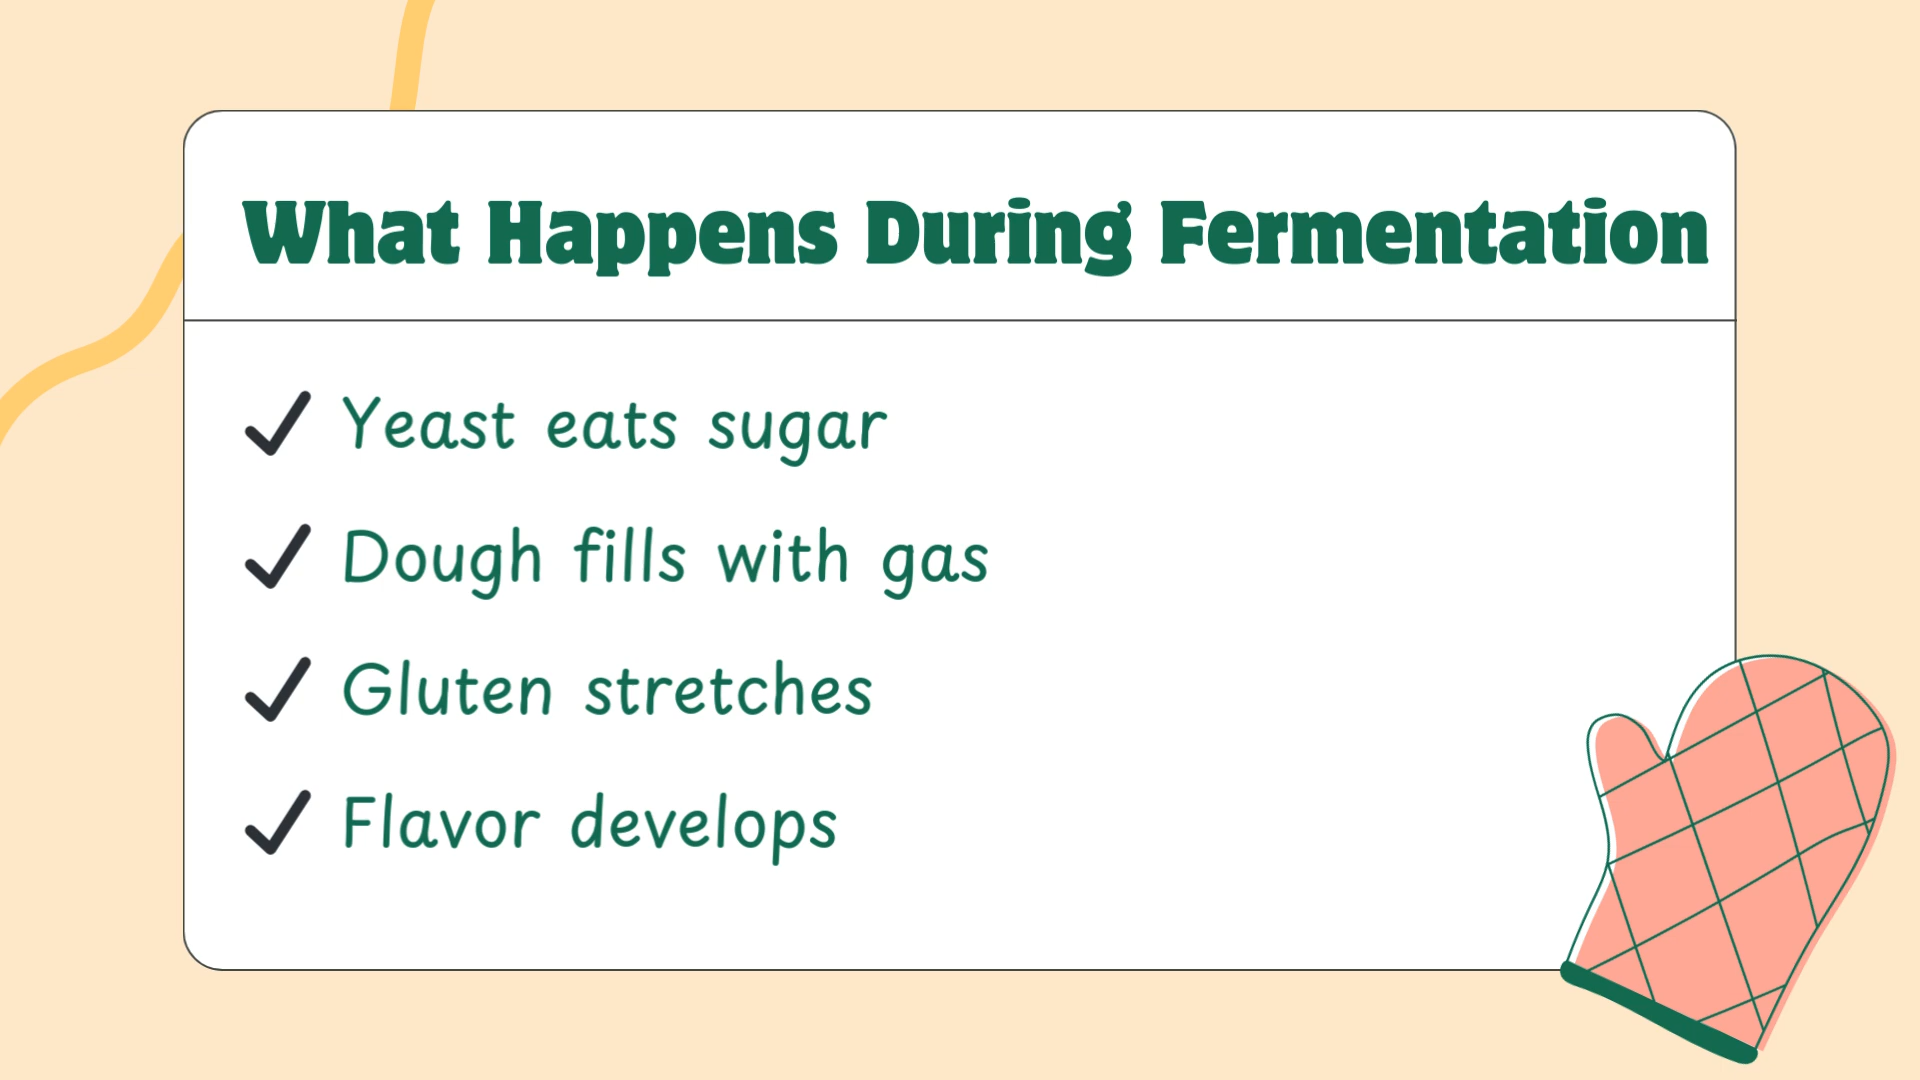 What Happens During Fermentation
✓ Yeast eats sugar
✓ Dough fills with gas
✓ Gluten stretches
✓ Flavor develops